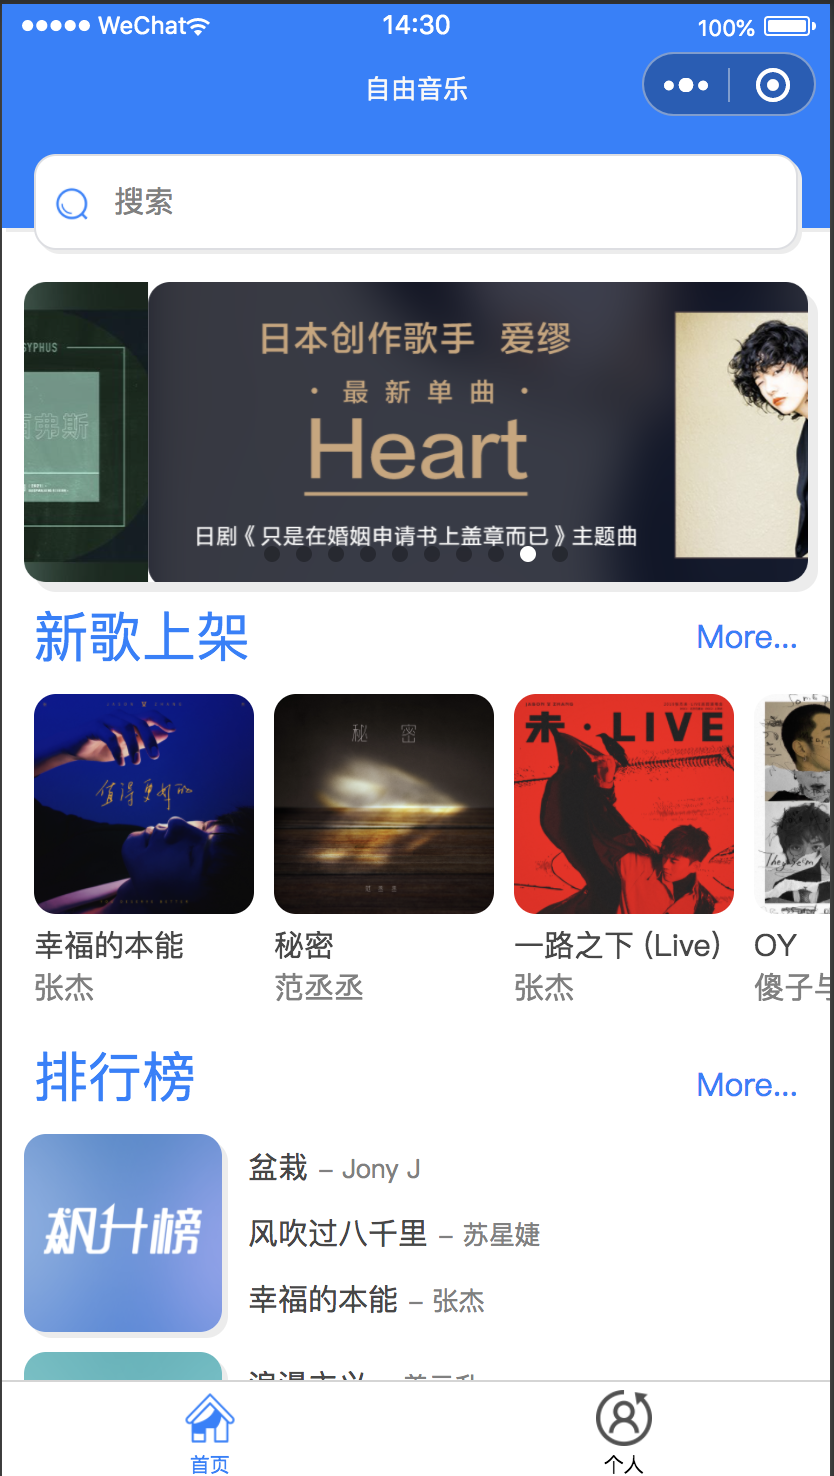 WeChat
14:30
100%
自由音乐
搜索
SYPHUS
弗斯
日本创作歌手 爱缪
· 最新单曲 ·
Heart
日剧《只是在婚姻申请书上盖章而已》主题曲
新歌上架
More...
值得更好的
秘 密
未·LIVE
幸福的本能
秘密
一路之下 (Live)
OY
张杰
范丞丞
张杰
傻子与
排行榜
More...
飙升榜
盆栽 – Jony J
风吹过八千里 – 苏星婕
幸福的本能 – 张杰
首页
个人